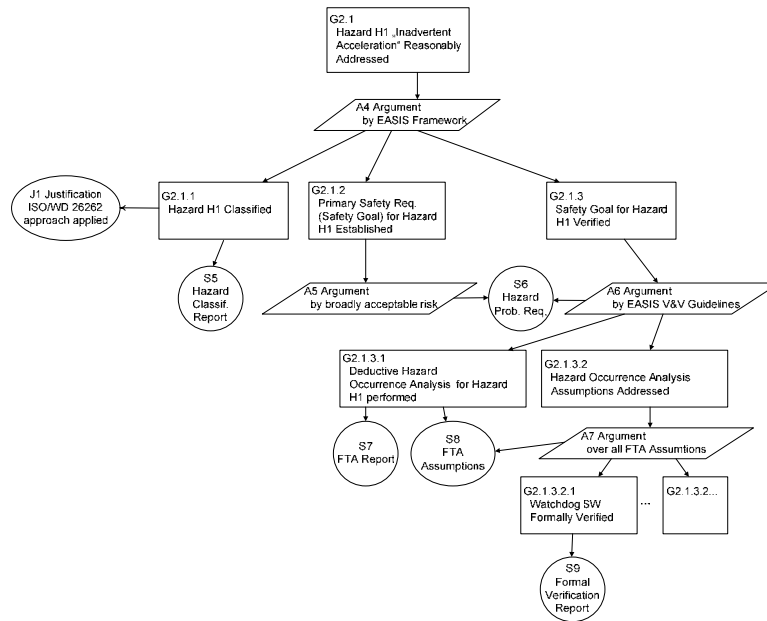 G2.1
Hazard H1 „Inadvertent
Acceleration“ Reasonably
Addressed
A4 Argument
by EASIS Framework
J1 Justification
ISO/WD 26262
approach applied
G2.1.1
Hazard H1 Classified
G2.1.2
Primary Safety Req.
(Safety Goal) for Hazard
H1 Established
G2.1.3
Safety Goal for Hazard
H1 Verified
S5
Hazard
Classif.
Report
A5 Argument
by broadly acceptable risk
S6
Hazard
Prob. Req.
A6 Argument
by EASIS V&V Guidelines
G2.1.3.1
Deductive Hazard
Occurrence Analysis for Hazard
H1 performed
G2.1.3.2
Hazard Occurrence Analysis
Assumptions Addressed
S7
FTA Report
S8
FTA
Assumptions
A7 Argument
over all FTA Assumtions
G2.1.3.2.1
Watchdog SW
Formally Verified
...
G2.1.3.2...
S9
Formal
Verification
Report